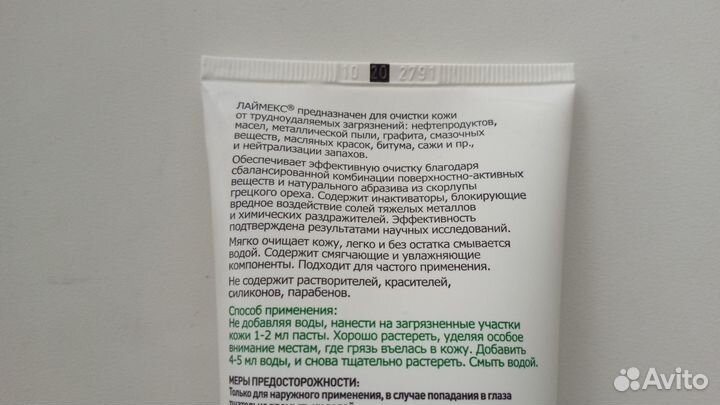 10 20 2791
ЛАЙМЕКС® предназначен для очистки кожи
от трудноудаляемых загрязнений: нефтепродуктов,
масел, металлической пыли, графита, смазочных
веществ, масляных красок, битума, сажи и пр.,
и нейтрализации запахов.
Обеспечивает эффективную очистку благодаря
сбалансированной комбинации поверхностно-активных
веществ и натурального абразива из скорлупы
грецкого ореха. Содержит инактиваторы, блокирующие
вредное воздействие солей тяжелых металлов
и химических раздражителей. Эффективность
подтверждена результатами научных исследований.
Мягко очищает кожу, легко и без остатка смывается
водой. Содержит смягчающие и увлажняющие
компоненты. Подходит для частого применения.
Не содержит растворителей, красителей,
силиконов, парабенов.
Способ применения:
Не добавляя воды, нанести на загрязненные участки
кожи 1-2 мл пасты. Хорошо растереть, уделяя особое
внимание местам, где грязь въелась в кожу. Добавить
4-5 мл воды, и снова тщательно растереть. Смыть водой.
МЕРЫ ПРЕДОСТОРОЖНОСТИ:
Только для наружного применения, в случае попадания в глаза
Avito